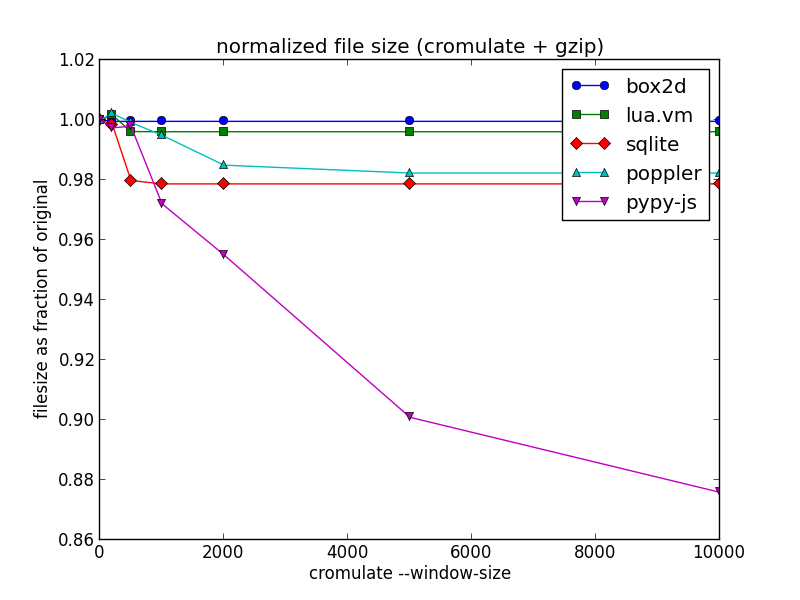 normalized file size (cromulate + gzip)
1.02
1.00
0.98
0.96
0.94
0.92
0.90
0.88
0.86
filesize as fraction of original
box2d
lua.vm
sqlite
poppler
pypy-js
0 2000 4000 6000 8000 10000
cromulate --window-size